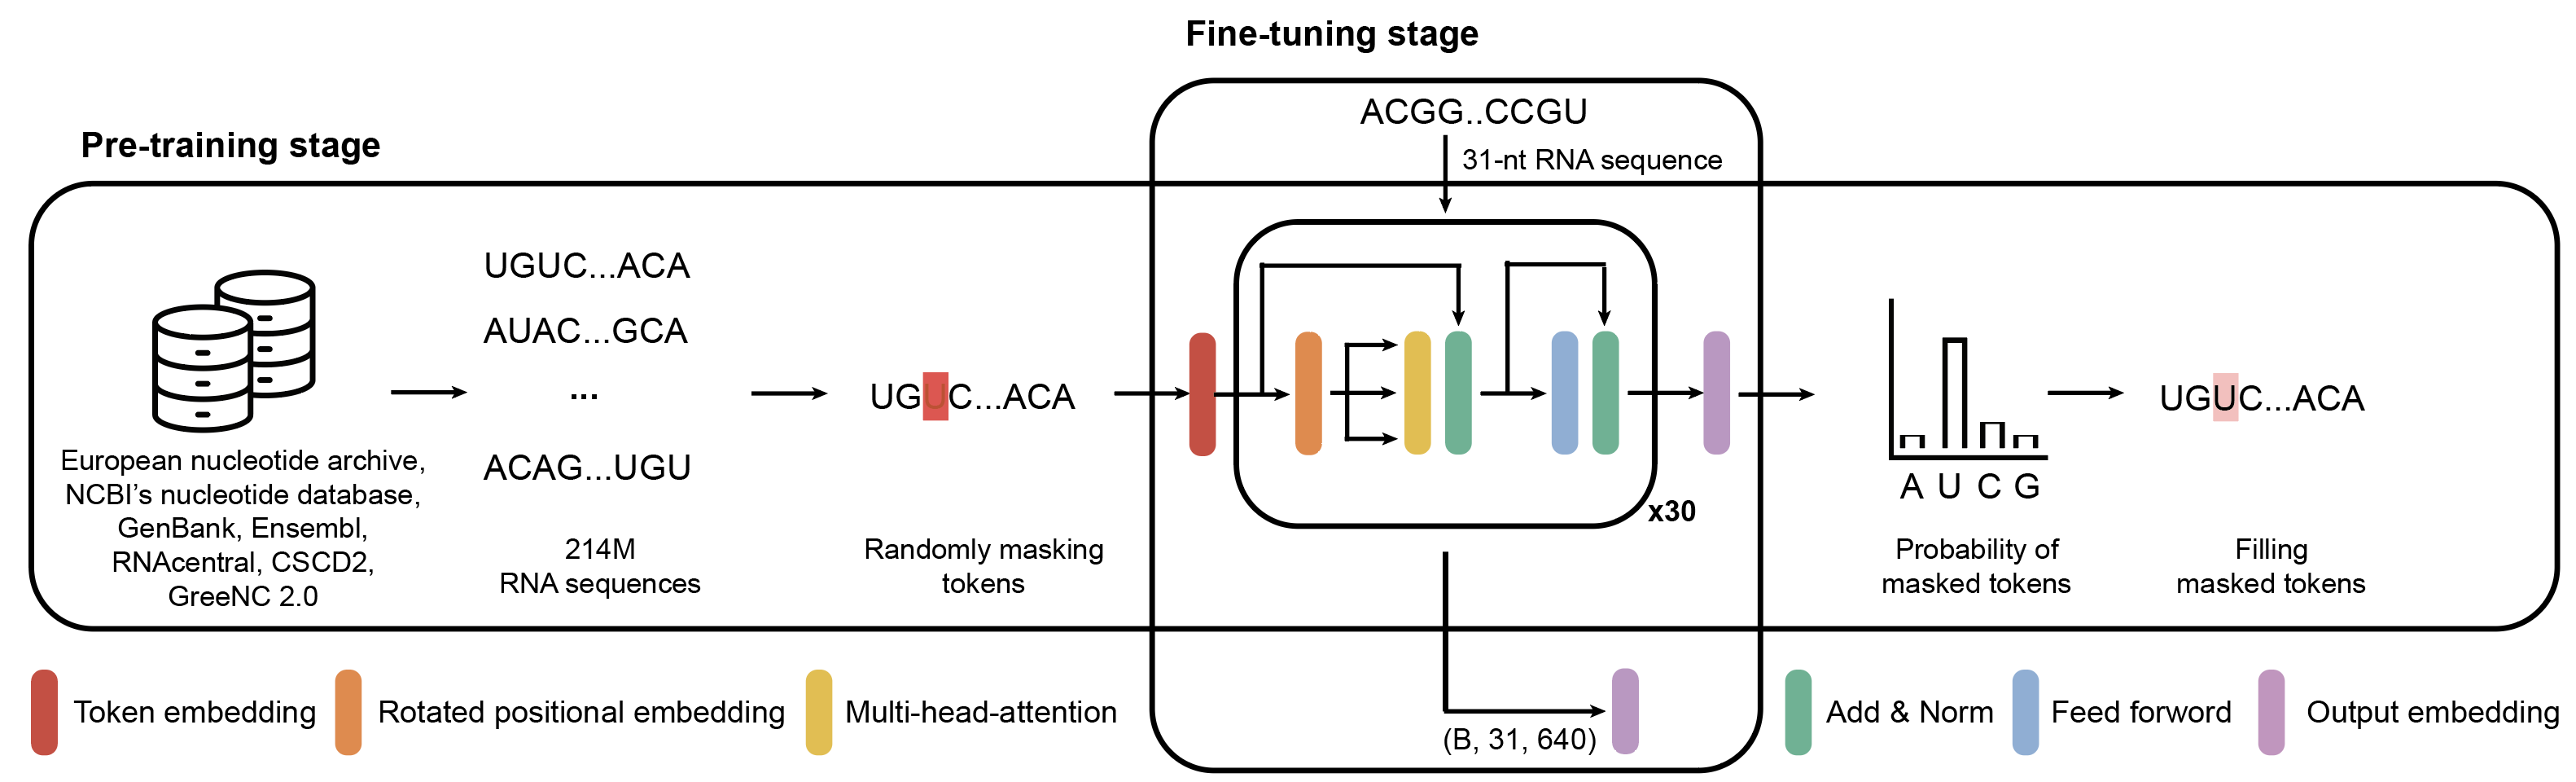 Fine-tuning stage
ACGG..CCGU
31-nt RNA sequence
Pre-training stage
UGUC...ACA
AUAC...GCA
...
ACAG...UGU
European nucleotide archive,
NCBI's nucleotide database,
GenBank, Ensembl,
RNAcentral, CSCD2,
GreeNC 2.0
214M
RNA sequences
UGUC...ACA
Randomly masking
tokens
x30
(B, 31, 640)
A U C G
Probability of
masked tokens
UGUC...ACA
Filling
masked tokens
Token embedding
Rotated positional embedding
Multi-head-attention
Add & Norm
Feed forword
Output embedding